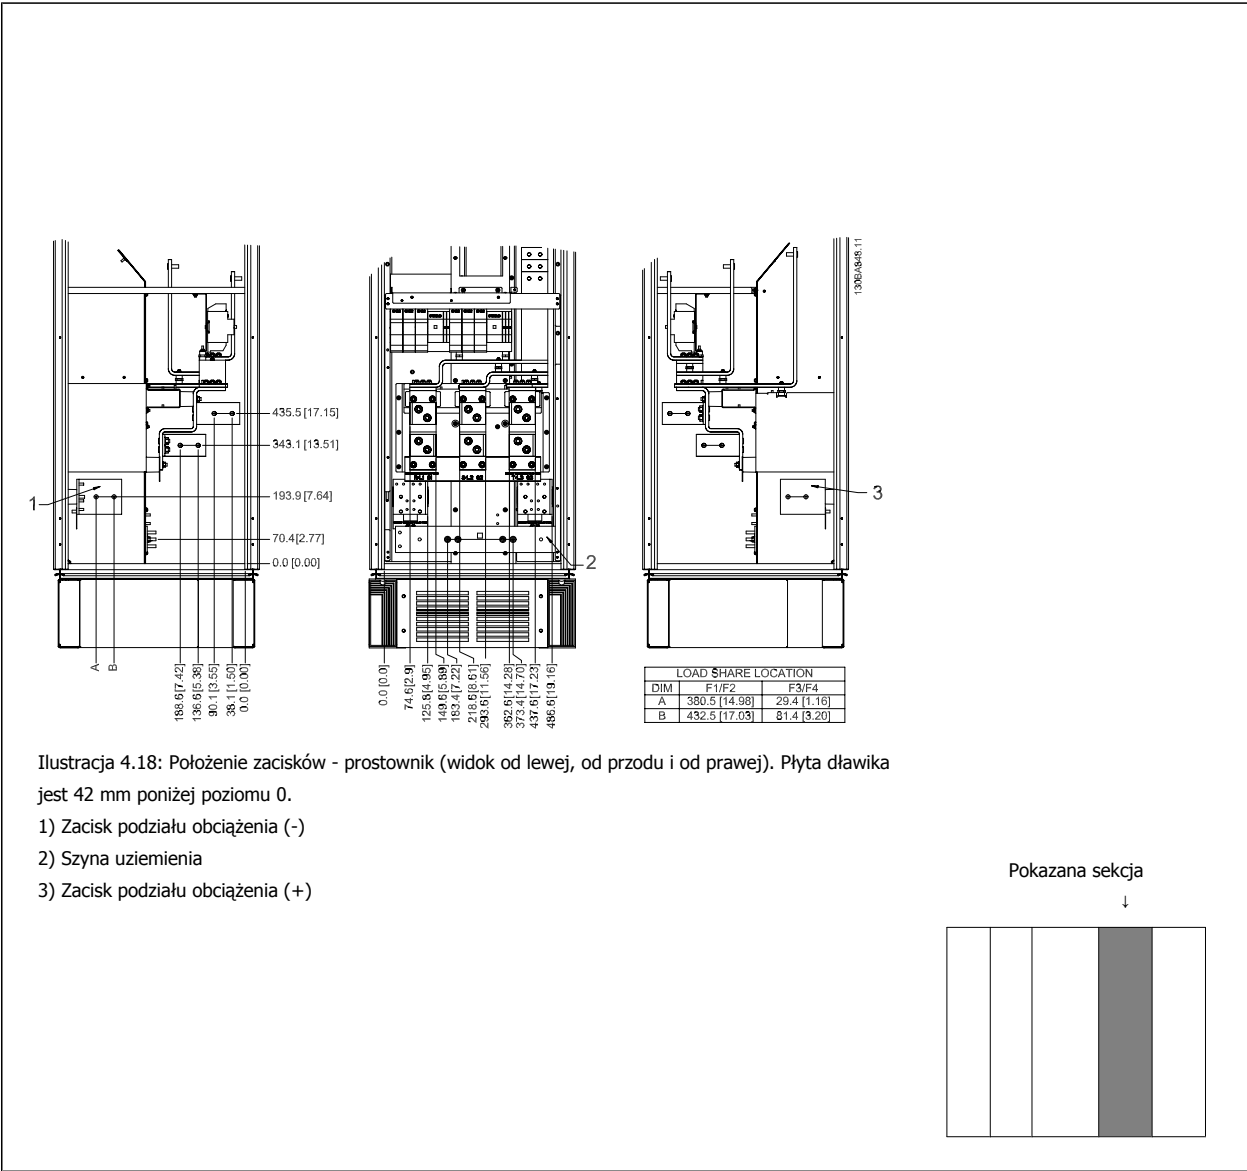 130BA848.11
435.5 [17.15]
343.1 [13.51]
193.9 [7.64]
70.4 [2.77]
0.0 [0.00]
1
2
3
A
B
188.6 [7.42]
136.6 [5.38]
90.1 [3.55]
38.1 [1.50]
0.0 [0.00]
0.0 [0.0]
74.6 [2.9]
125.8 [4.95]
149.6 [5.89]
183.4 [7.22]
218.6 [8.61]
293.6 [11.56]
362.6 [14.28]
373.4 [14.70]
437.6 [17.23]
486.6 [19.16]
LOAD SHARE LOCATION
DIM F1/F2 F3/F4
A 380.5 [14.98] 29.4 [1.16]
B 432.5 [17.03] 81.4 [3.20]
Ilustracja 4.18: Położenie zacisków - prostownik (widok od lewej, od przodu i od prawej). Płyta dławika
jest 42 mm poniżej poziomu 0.
1) Zacisk podziału obciążenia (-)
2) Szyna uziemienia
3) Zacisk podziału obciążenia (+)
Pokazana sekcja
↓